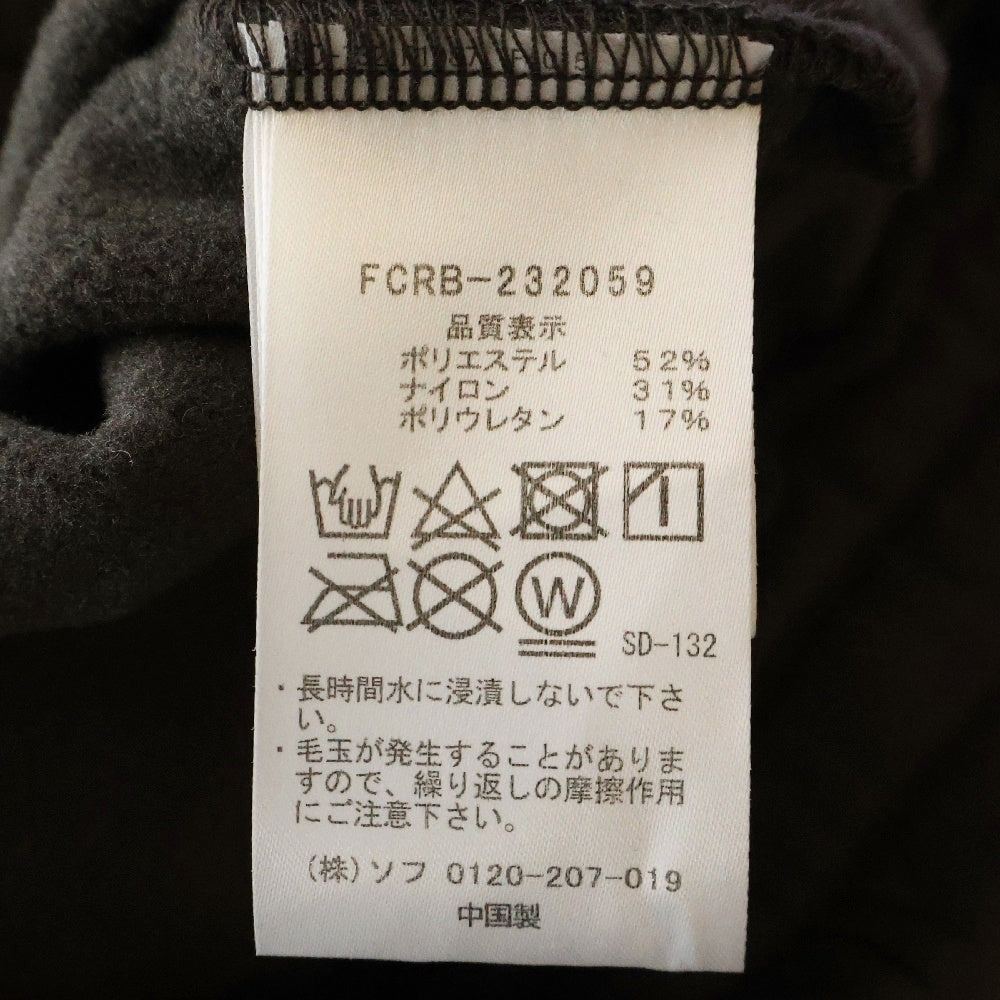 FCRB-232059
品質表示
ポリエステル 52%
ナイロン 31%
ポリウレタン 17%
W
SD-132
・長時間水に浸漬しないで下さ
い。
・毛玉が発生することがありま
すので、繰り返しの摩擦作用
にご注意下さい。
(株)ソフ 0120-207-019
中国製